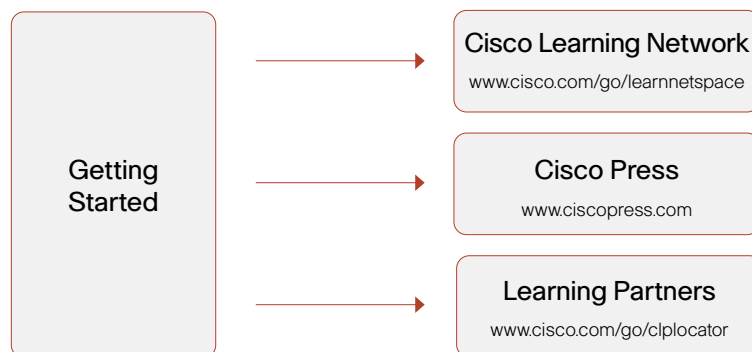 Getting
Started
Cisco Learning Network
www.cisco.com/go/learnnetspace
Cisco Press
www.ciscopress.com
Learning Partners
www.cisco.com/go/clplocator